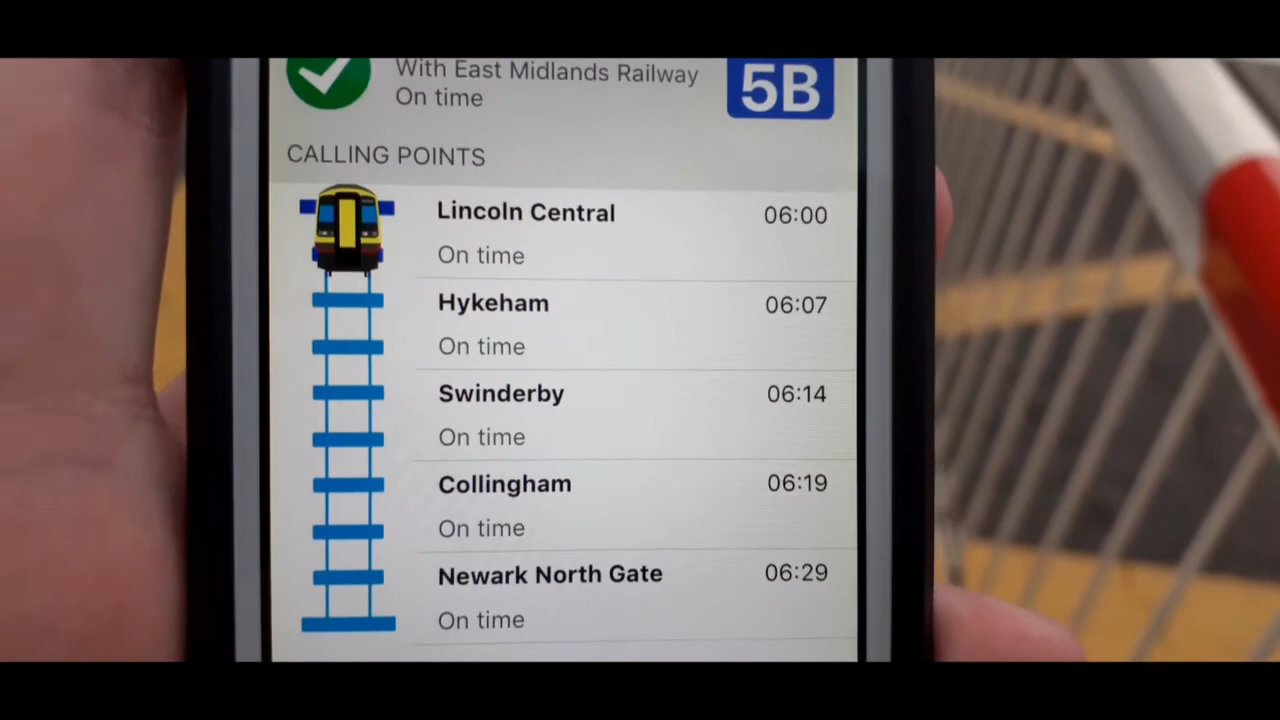 With East Midlands Railway
On time
5B
CALLING POINTS
Lincoln Central 06:00
On time
Hykeham 06:07
On time
Swinderby 06:14
On time
Collingham 06:19
On time
Newark North Gate 06:29
On time